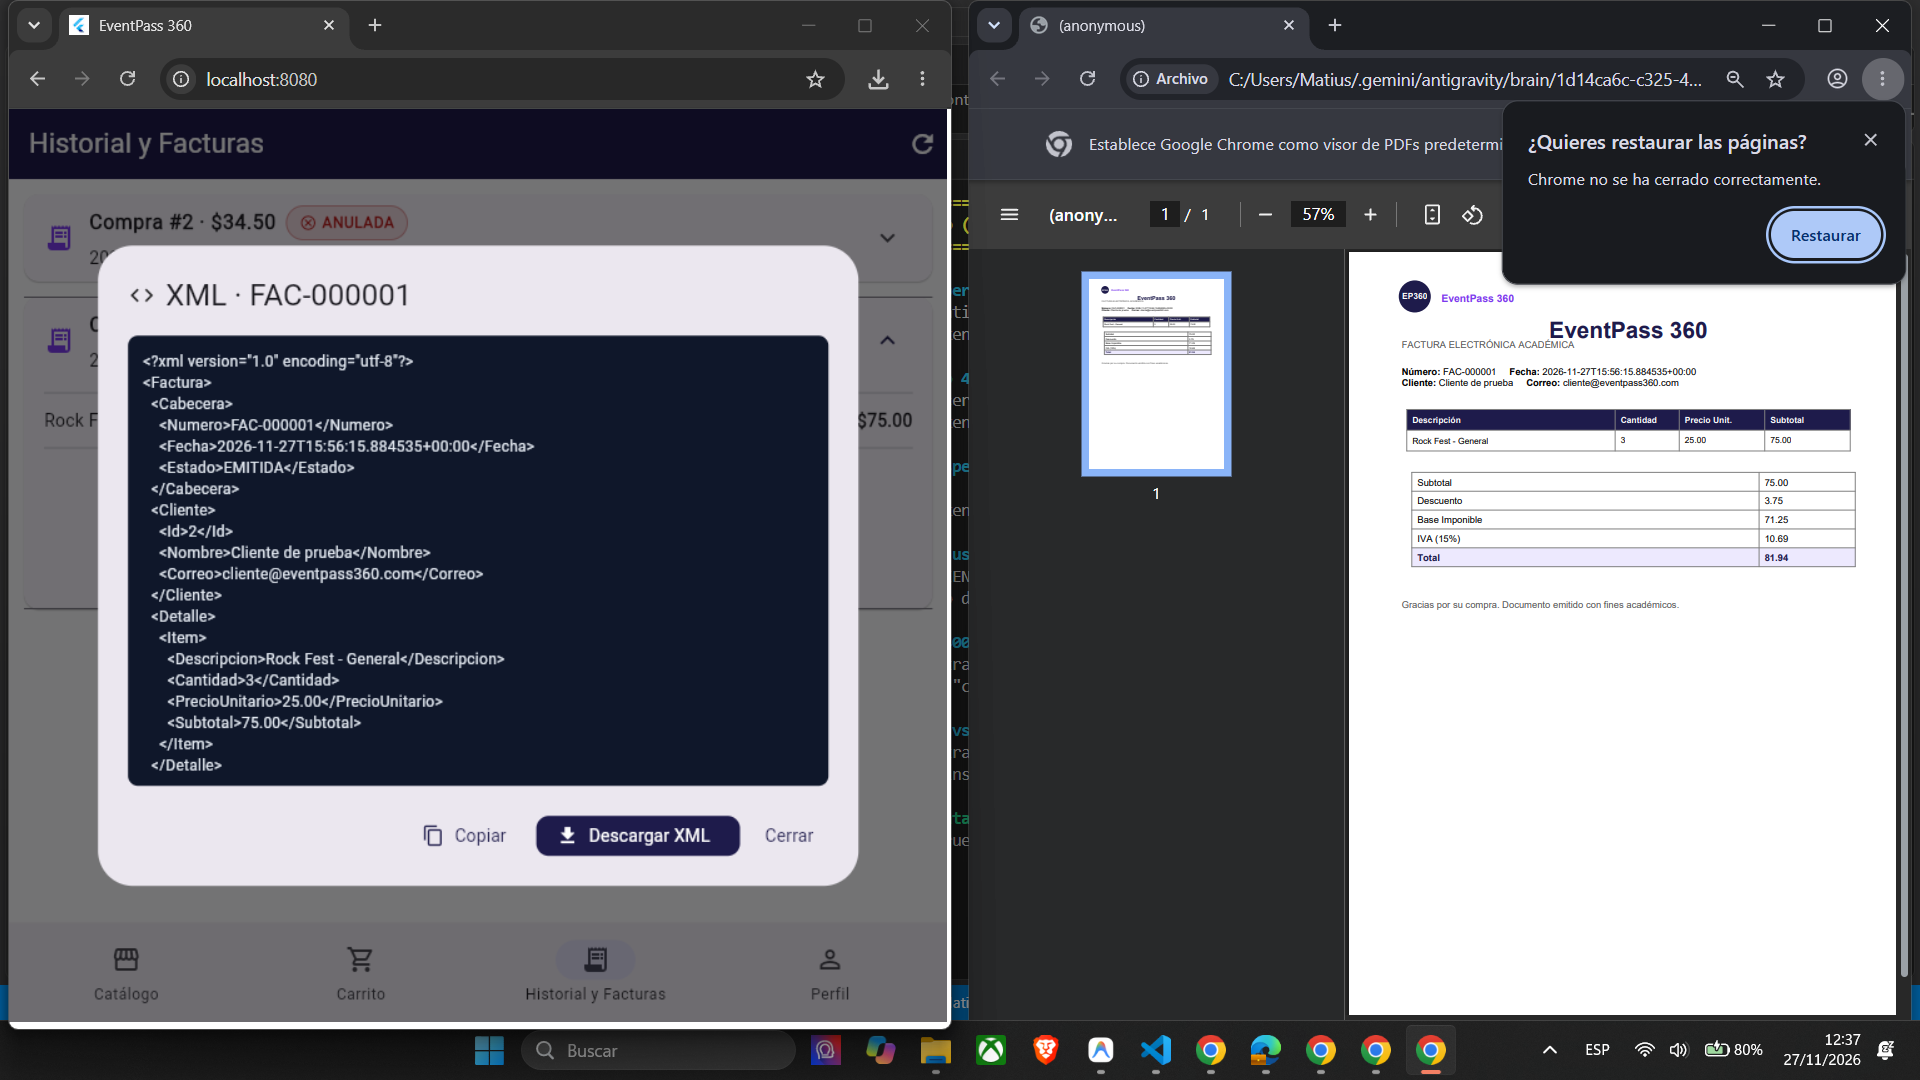 EventPass 360
localhost:8080
Historial y Facturas
Compra #2 · $34.50
ANULADA
XML · FAC-000001
<?xml version="1.0" encoding="utf-8"?>
<Factura>
<Cabecera>
<Numero>FAC-000001</Numero>
<Fecha>2026-11-27T15:56:15.884535+00:00</Fecha>
<Estado>EMITIDA</Estado>
</Cabecera>
<Cliente>
<Id>2</Id>
<Nombre>Cliente de prueba</Nombre>
<Correo>cliente@eventpass360.com</Correo>
</Cliente>
<Detalle>
<Item>
<Descripcion>Rock Fest - General</Descripcion>
<Cantidad>3</Cantidad>
<PrecioUnitario>25.00</PrecioUnitario>
<Subtotal>75.00</Subtotal>
</Item>
</Detalle>
Rock F
$75.00
Copiar
Descargar XML
Cerrar
Catálogo
Carrito
Historial y Facturas
Perfil
(anonymous)
Archivo
C:/Users/Matius/.gemini/antigravity/brain/1d14ca6c-c325-4...
Establece Google Chrome como visor de PDFs predetermi
¿Quieres restaurar las páginas?
Chrome no se ha cerrado correctamente.
Restaurar
(anony...
1 / 1
57%
1
EP360
EventPass 360
EventPass 360
FACTURA ELECTRÓNICA ACADÉMICA
Número: FAC-000001 Fecha: 2026-11-27T15:56:15.884535+00:00
Cliente: Cliente de prueba Correo: cliente@eventpass360.com
Descripción Cantidad Precio Unit. Subtotal
Rock Fest - General 3 25.00 75.00
Subtotal 75.00
Descuento 3.75
Base Imponible 71.25
IVA (15%) 10.69
Total 81.94
Gracias por su compra. Documento emitido con fines académicos.
Buscar
ESP
80%
12:37
27/11/2026